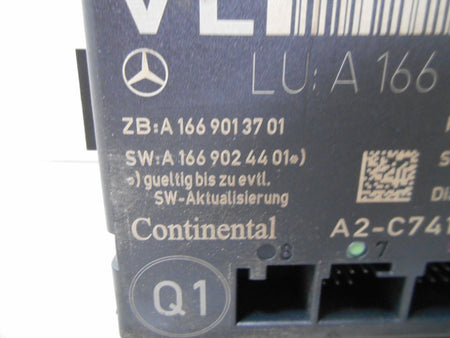 VL
LU: A 166
ZB: A 166 901 37 01
SW: A 166 902 44 01*)
*) gueltig bis zu evtl.
SW-Aktualisierung
Continental A2-C741
8 7
Q1